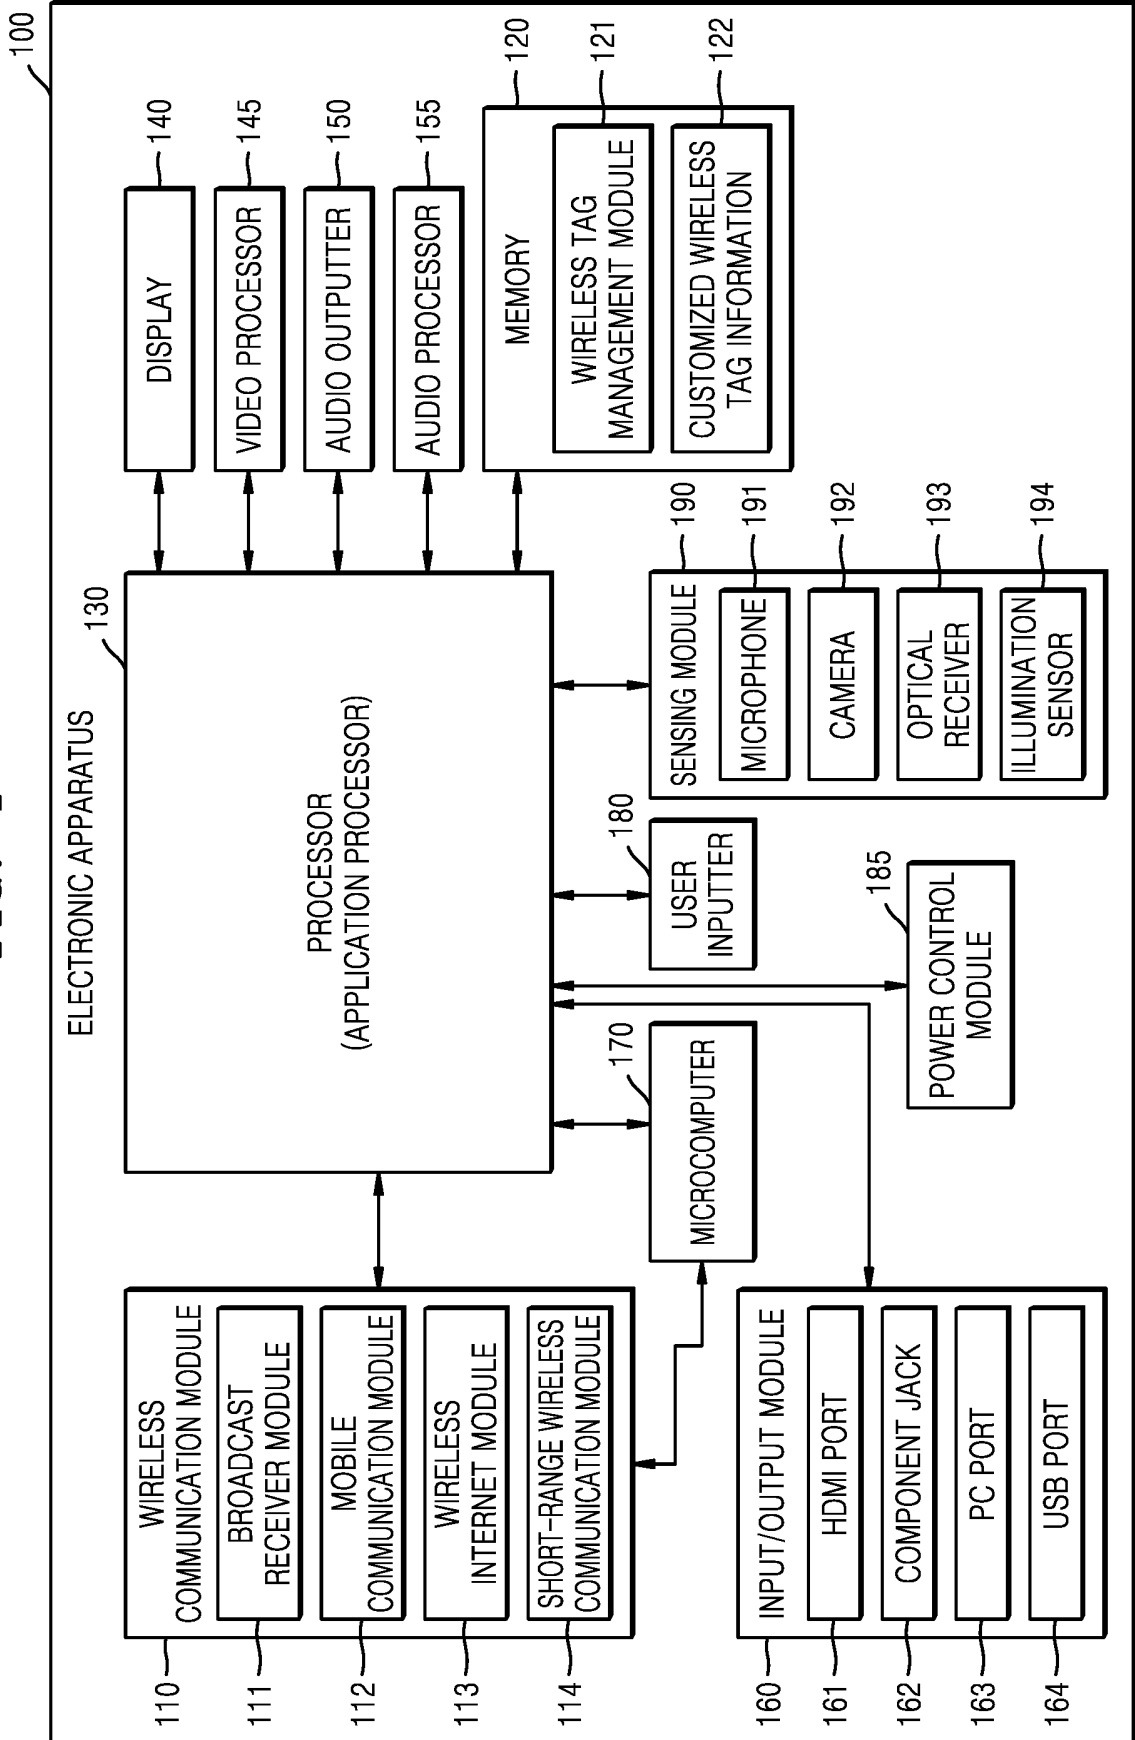 ELECTRONIC APPARATUS
100
WIRELESS
COMMUNICATION MODULE
110
BROADCAST
RECEIVER MODULE
111
MOBILE
COMMUNICATION MODULE
112
WIRELESS
INTERNET MODULE
113
SHORT-RANGE WIRELESS
COMMUNICATION MODULE
114
PROCESSOR
(APPLICATION PROCESSOR)
130
DISPLAY
140
VIDEO PROCESSOR
145
AUDIO OUTPUTTER
150
AUDIO PROCESSOR
155
MEMORY
120
WIRELESS TAG
MANAGEMENT MODULE
121
CUSTOMIZED WIRELESS
TAG INFORMATION
122
INPUT/OUTPUT MODULE
160
HDMI PORT
161
COMPONENT JACK
162
PC PORT
163
USB PORT
164
MICROCOMPUTER
170
USER
INPUTTER
180
POWER CONTROL
MODULE
185
SENSING MODULE
190
MICROPHONE
191
CAMERA
192
OPTICAL
RECEIVER
193
ILLUMINATION
SENSOR
194